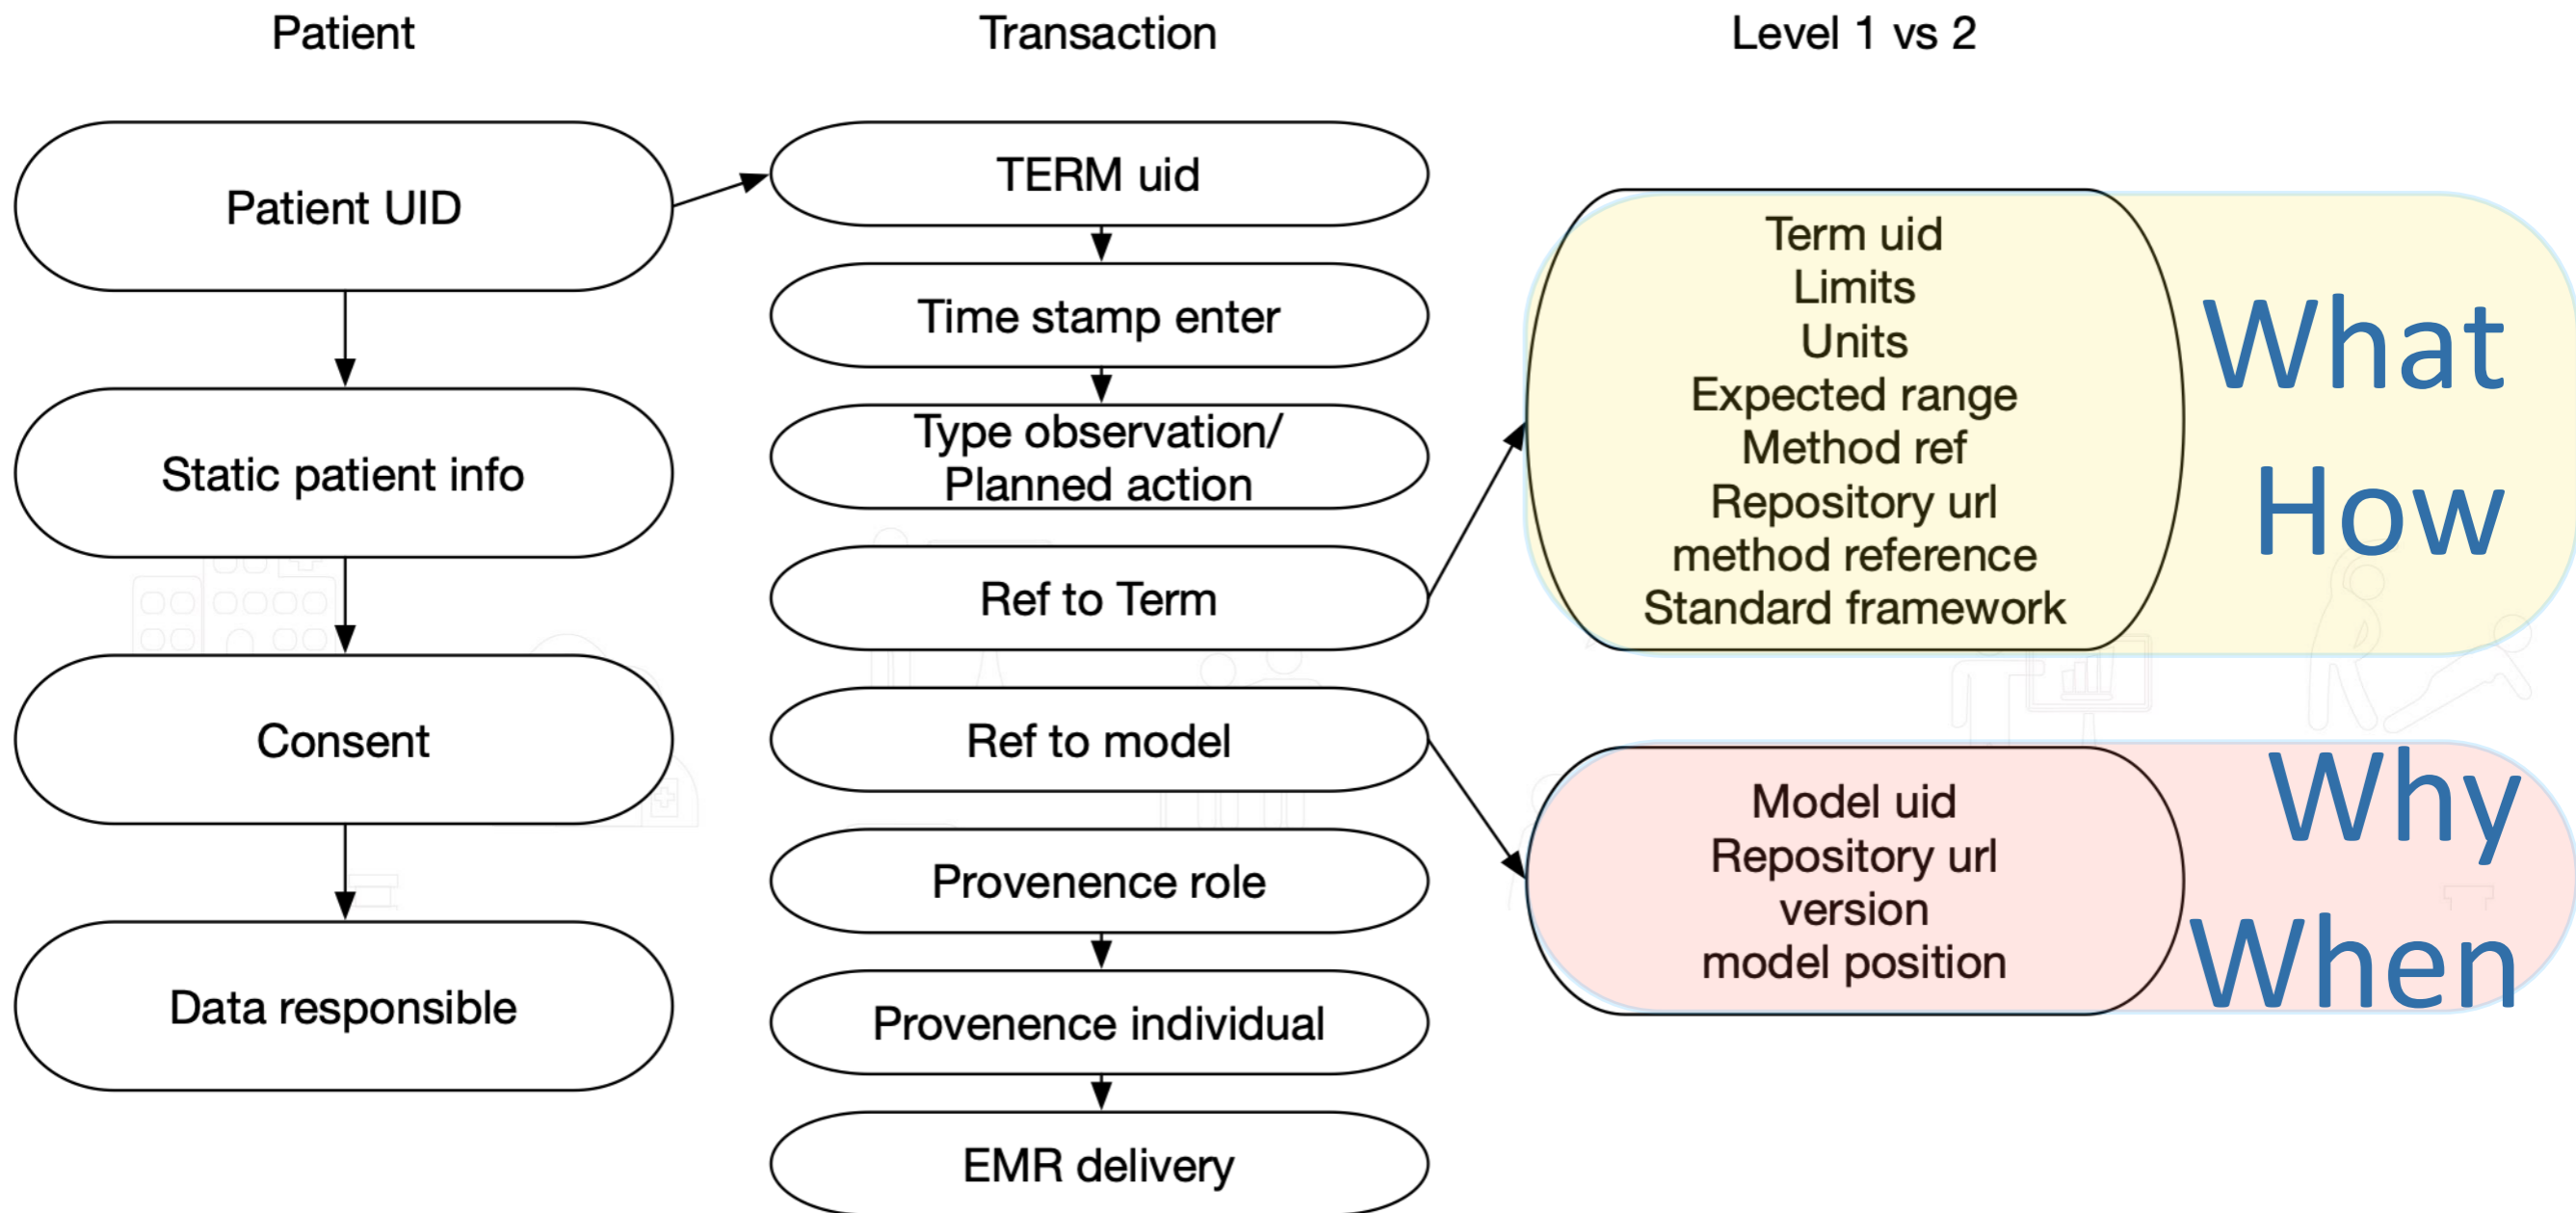 Patient
Transaction
Level 1 vs 2
Patient UID
Static patient info
Consent
Data responsible
TERM uid
Time stamp enter
Type observation/
Planned action
Ref to Term
Ref to model
Provenence role
Provenence individual
EMR delivery
Term uid
Limits
Units
Expected range
Method ref
Repository url
method reference
Standard framework
What
How
Model uid
Repository url
version
model position
Why
When